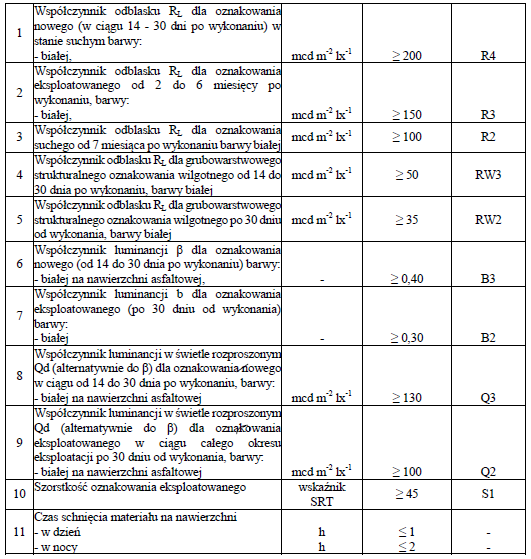 1 Współczynnik odblasku RL dla oznakowania
nowego (w ciągu 14 - 30 dni po wykonaniu) w
stanie suchym barwy:
- białej, mcd m-2 lx-1 ≥ 200 R4
2 Współczynnik odblasku RL dla oznakowania
eksploatowanego od 2 do 6 miesięcy po
wykonaniu, barwy:
- białej, mcd m-2 lx-1 ≥ 150 R3
3 Współczynnik odblasku RL dla oznakowania mcd m-2 lx-1 ≥ 100 R2
suchego od 7 miesiąca po wykonaniu barwy białej
4 Współczynnik odblasku RL dla grubowarstwowego
strukturalnego oznakowania wilgotnego od 14 do mcd m-2 lx-1 ≥ 50 RW3
30 dnia po wykonaniu, barwy białej
5 Współczynnik odblasku RL dla grubowarstwowego
strukturalnego oznakowania wilgotnego po 30 dniu mcd m-2 lx-1 ≥ 35 RW2
od wykonania, barwy białej
6 Współczynnik luminancji β dla oznakowania
nowego (od 14 do 30 dnia po wykonaniu) barwy:
- białej na nawierzchni asfaltowej, - ≥ 0,40 B3
7 Współczynnik luminancji b dla oznakowania
eksploatowanego (po 30 dniu od wykonania)
barwy:
- białej - ≥ 0,30 B2
8 Współczynnik luminancji w świetle rozproszonym
Qd (alternatywnie do β) dla oznakowania nowego
w ciągu od 14 do 30 dnia po wykonaniu, barwy:
- białej na nawierzchni asfaltowej mcd m-2 lx-1 ≥ 130 Q3
9 Współczynnik luminancji w świetle rozproszonym
Qd (alternatywnie do β) dla oznakowania
eksploatowanego w ciągu całego okresu
eksploatacji po 30 dniu od wykonania, barwy:
- białej na nawierzchni asfaltowej mcd m-2 lx-1 ≥ 100 Q2
10 Szorstkość oznakowania eksploatowanego wskaźnik ≥ 45 S1
SRT
11 Czas schnięcia materiału na nawierzchni
- w dzień h ≤ 1 -
- w nocy h ≤ 2 -